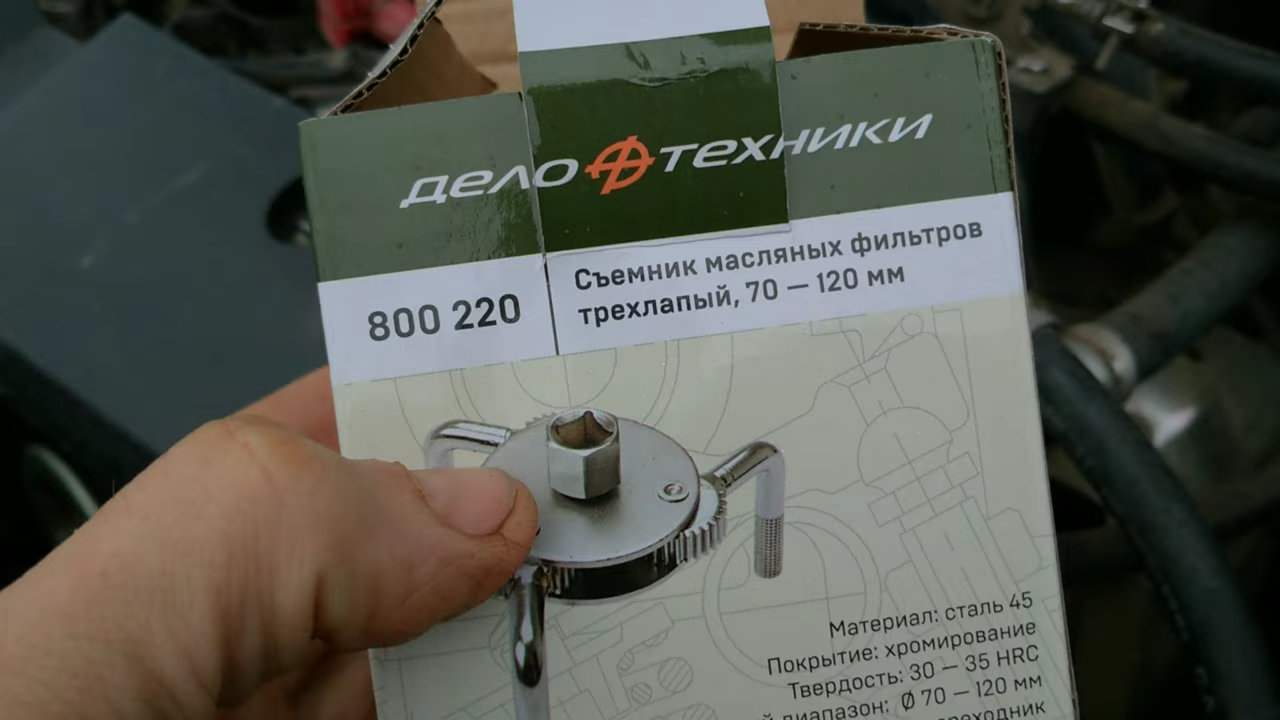 дело техники
800 220
Съемник масляных фильтров
трехлапый, 70 — 120 мм
Материал: сталь 45
Покрытие: хромирование
Твердость: 30 — 35 HRC
диапазон: Ø 70 — 120 мм